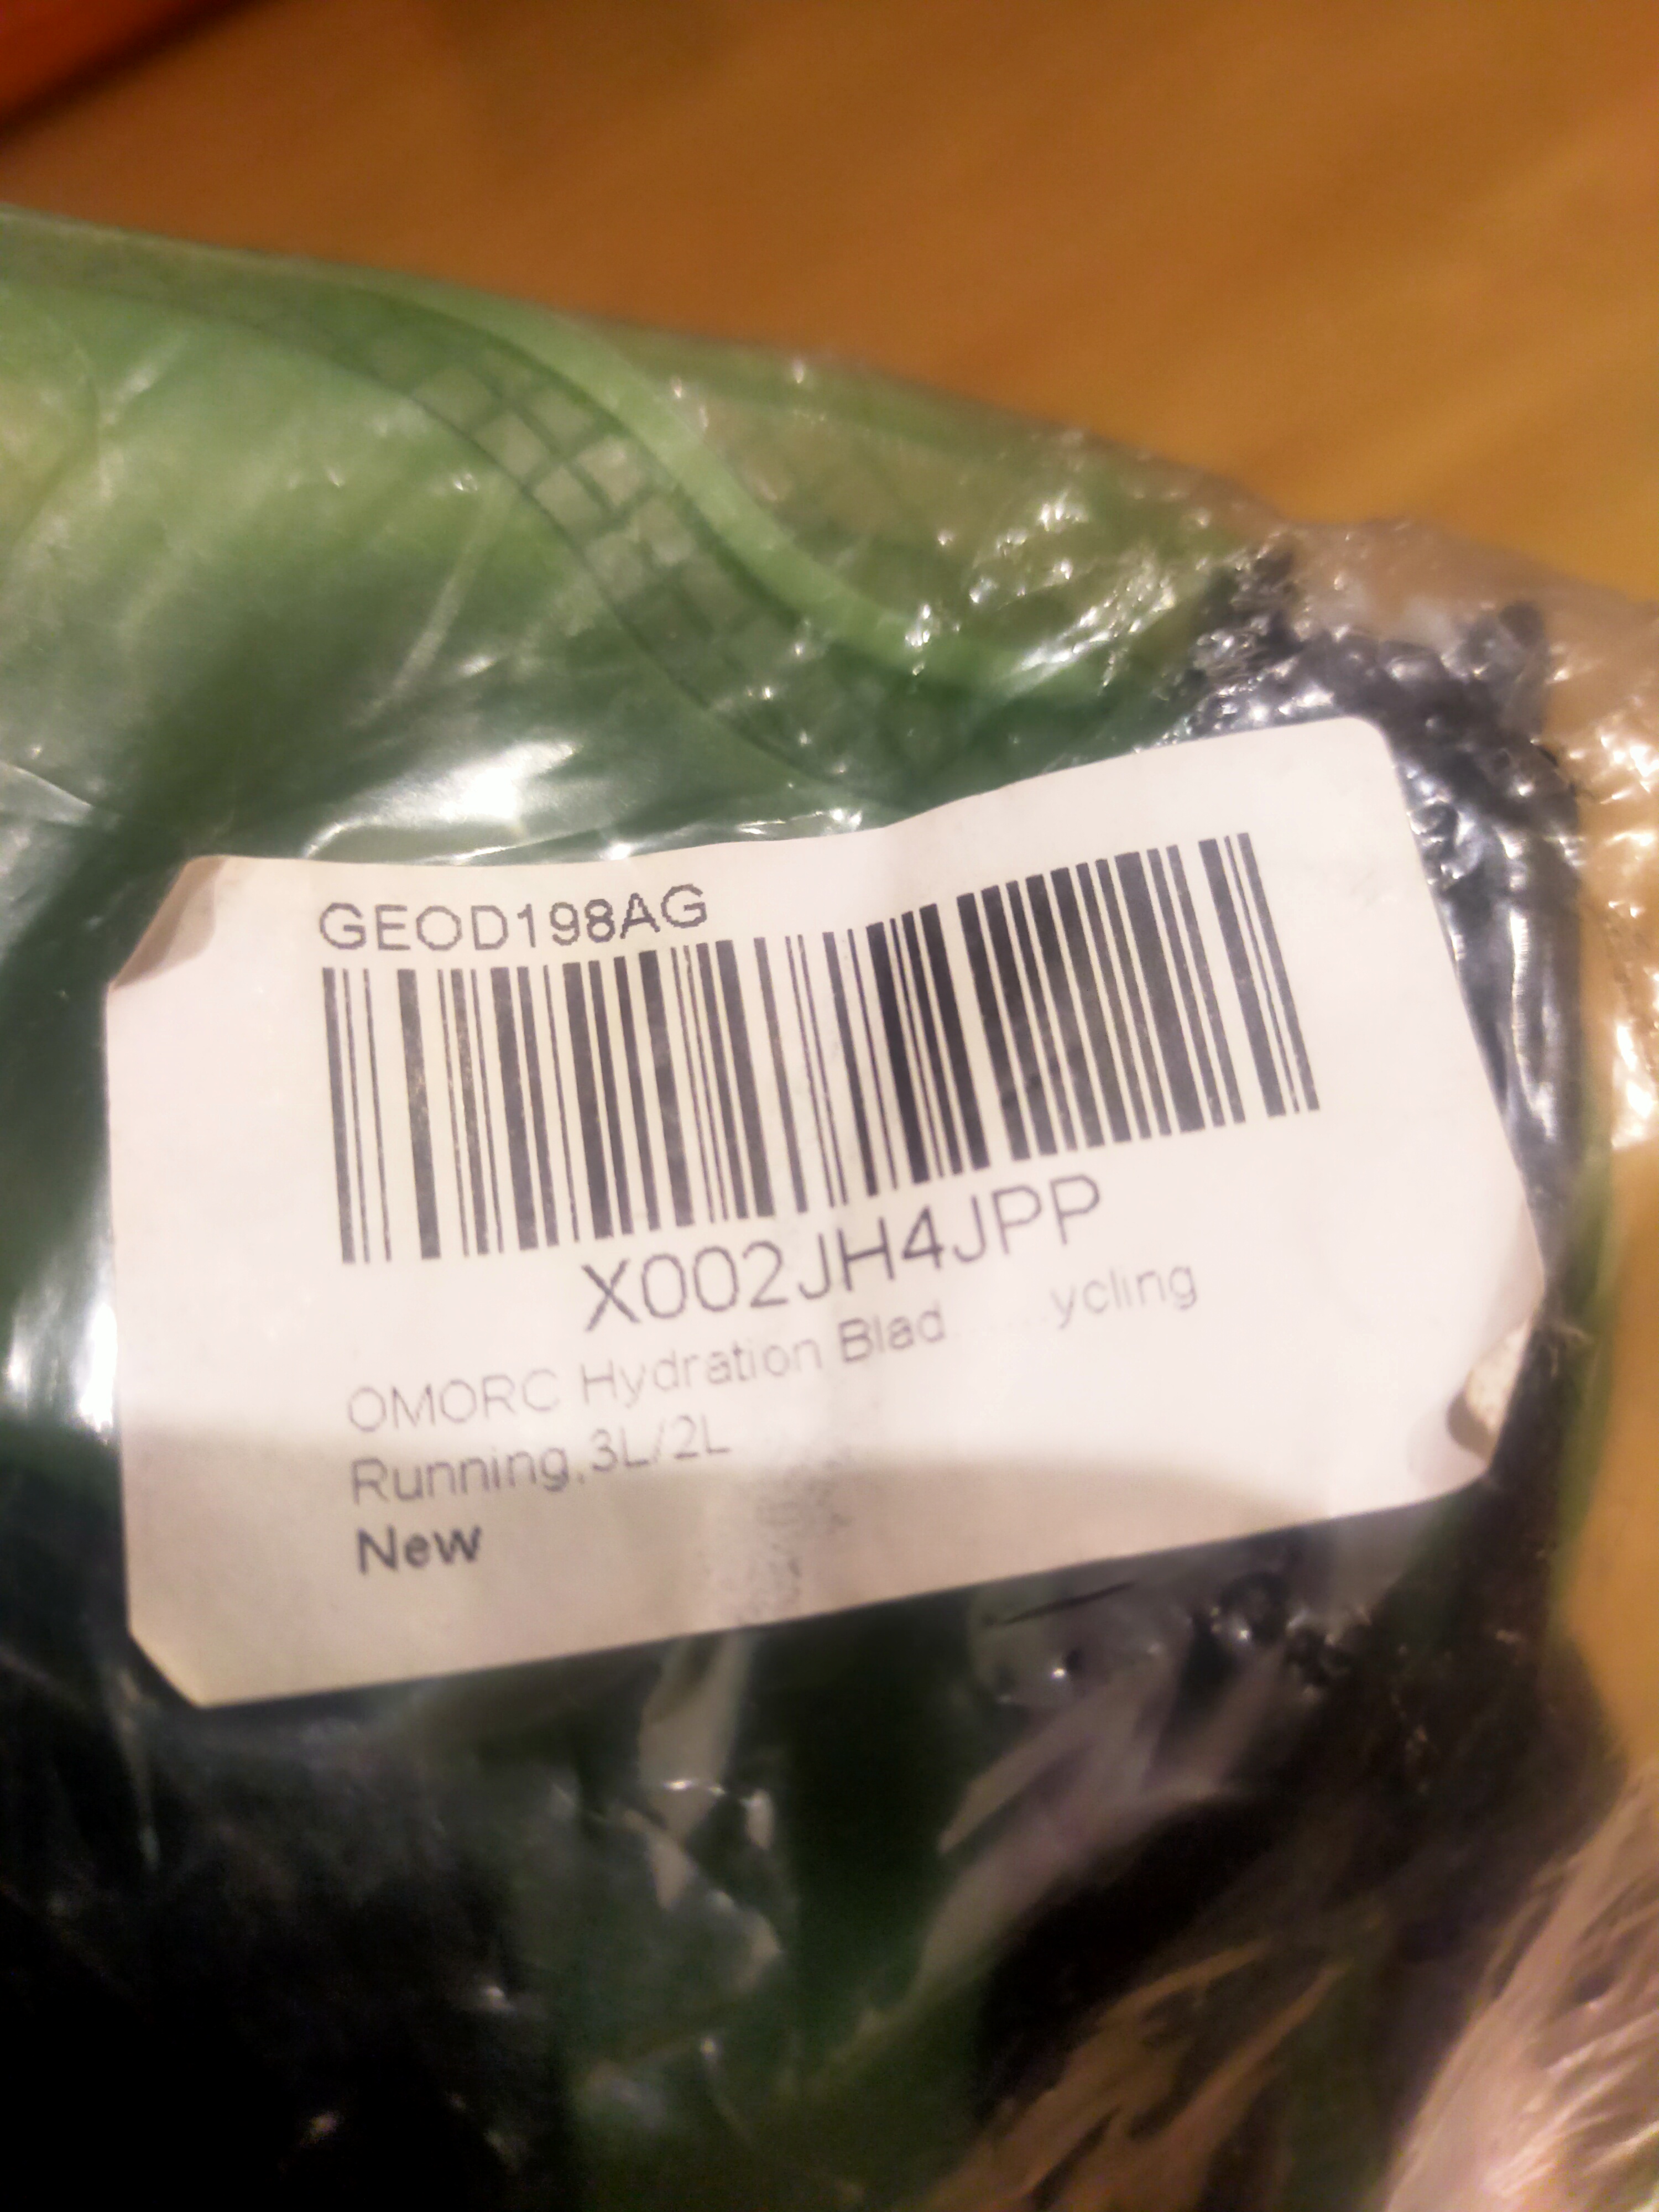 GEOD198AG
X002JH4JPP
OMORC Hydration Blad......ycling
Running,3L/2L
New